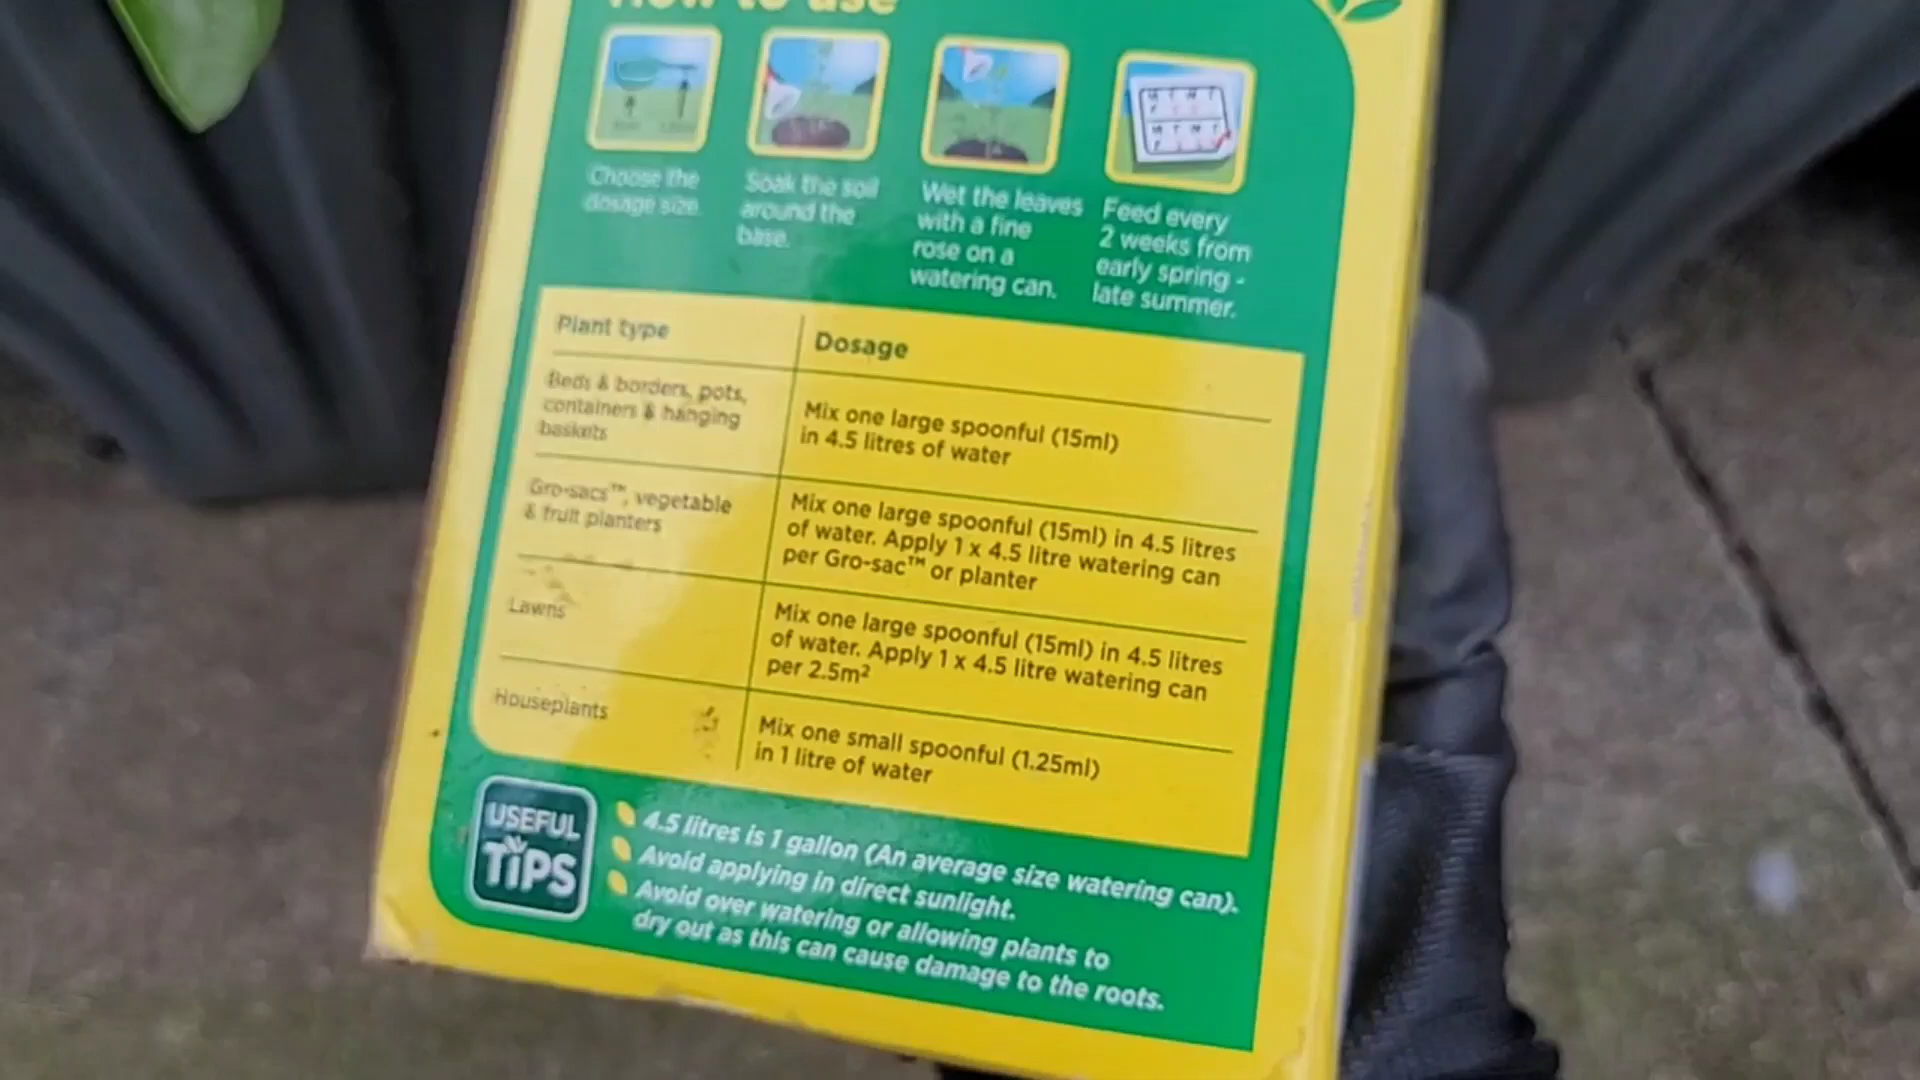 How to use
Choose the
dosage size.
Soak the soil
around the
base.
Wet the leaves
with a fine
rose on a
watering can.
Feed every
2 weeks from
early spring -
late summer.
Plant type
Dosage
Beds & borders, pots,
containers & hanging
baskets
Mix one large spoonful (15ml)
in 4.5 litres of water
Gro-sacs™, vegetable
& fruit planters
Mix one large spoonful (15ml) in 4.5 litres
of water. Apply 1 x 4.5 litre watering can
per Gro-sac™ or planter
Lawns
Mix one large spoonful (15ml) in 4.5 litres
of water. Apply 1 x 4.5 litre watering can
per 2.5m²
Houseplants
Mix one small spoonful (1.25ml)
in 1 litre of water
USEFUL
TiPS
4.5 litres is 1 gallon (An average size watering can).
Avoid applying in direct sunlight.
Avoid over watering or allowing plants to
dry out as this can cause damage to the roots.